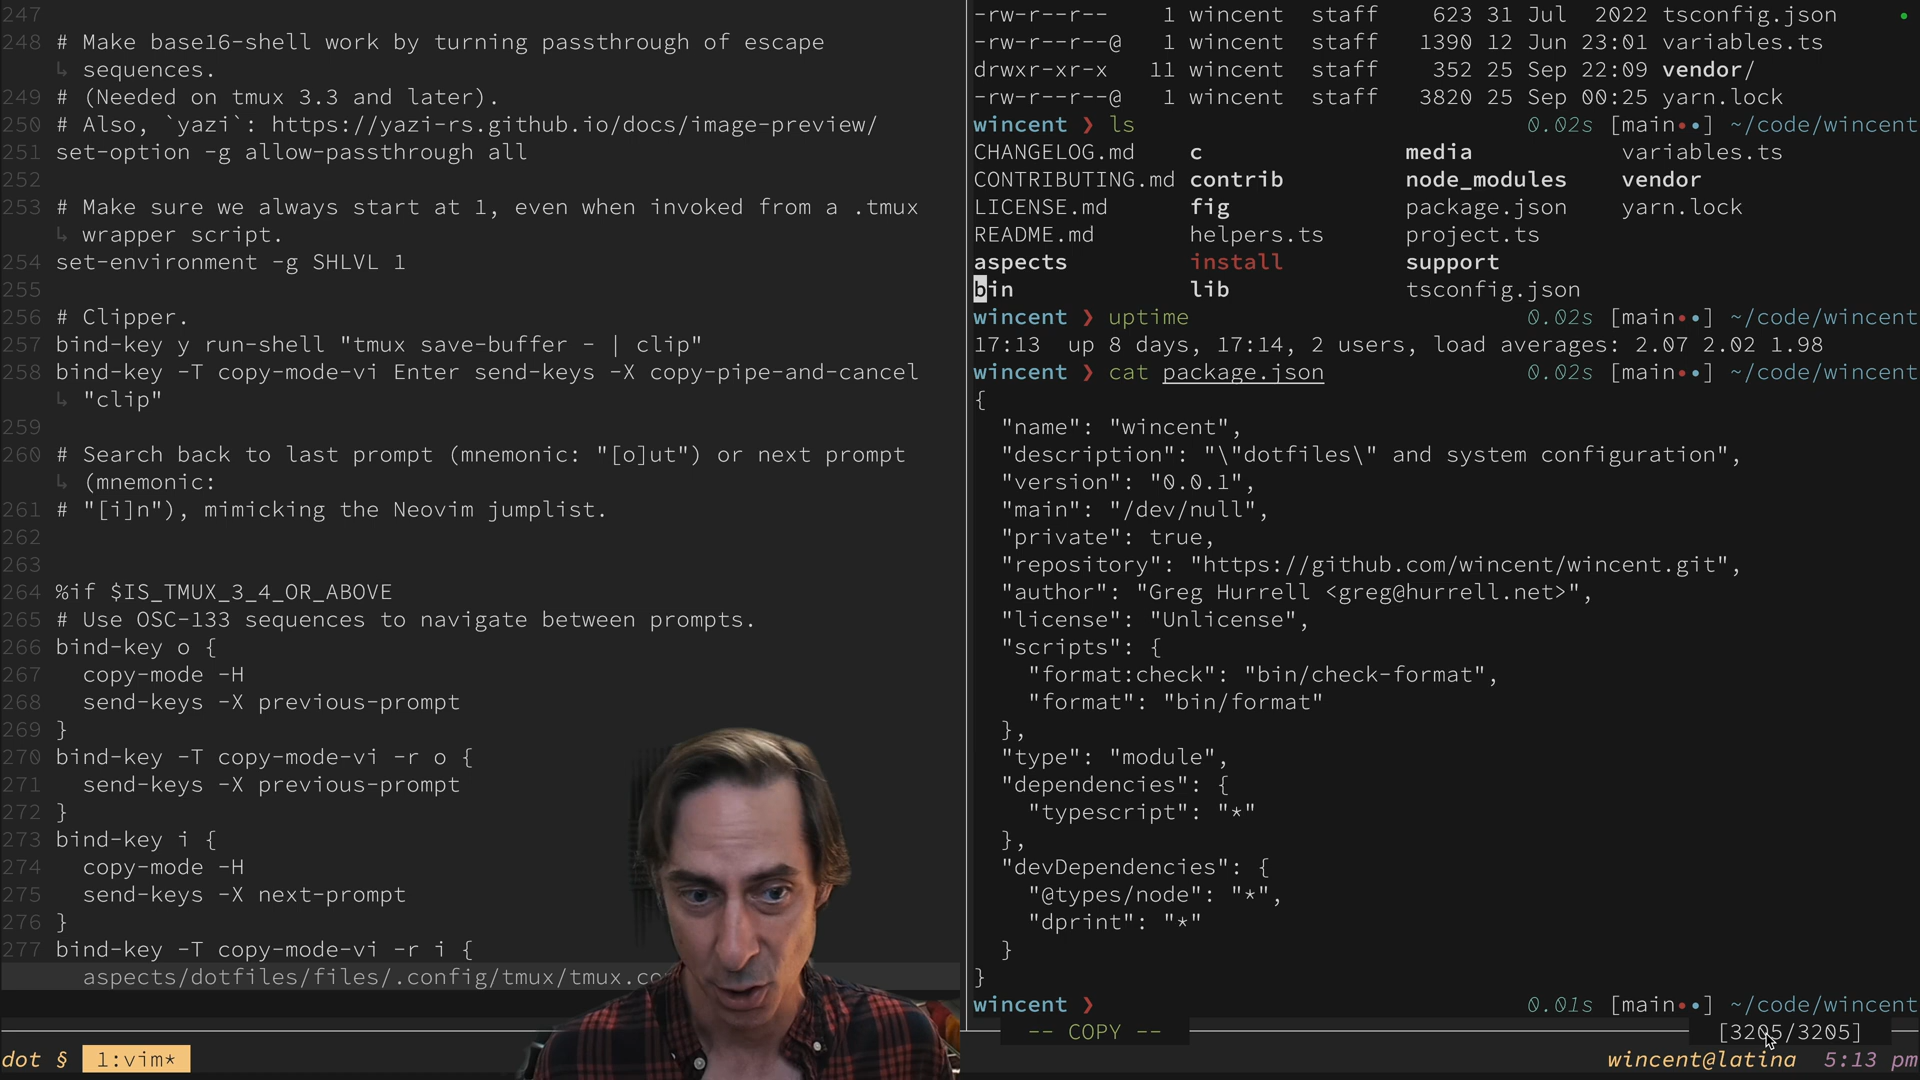 247
248 # Make base16-shell work by turning passthrough of escape
↳ sequences.
249 # (Needed on tmux 3.3 and later).
250 # Also, `yazi`: https://yazi-rs.github.io/docs/image-preview/
251 set-option -g allow-passthrough all
252
253 # Make sure we always start at 1, even when invoked from a .tmux
↳ wrapper script.
254 set-environment -g SHLVL 1
255
256 # Clipper.
257 bind-key y run-shell "tmux save-buffer - | clip"
258 bind-key -T copy-mode-vi Enter send-keys -X copy-pipe-and-cancel
↳ "clip"
259
260 # Search back to last prompt (mnemonic: "[o]ut") or next prompt
↳ (mnemonic:
261 # "[i]n"), mimicking the Neovim jumplist.
262
263
264 %if $IS_TMUX_3_4_OR_ABOVE
265 # Use OSC-133 sequences to navigate between prompts.
266 bind-key o {
267   copy-mode -H
268   send-keys -X previous-prompt
269 }
270 bind-key -T copy-mode-vi -r o {
271   send-keys -X previous-prompt
272 }
273 bind-key i {
274   copy-mode -H
275   send-keys -X next-prompt
276 }
277 bind-key -T copy-mode-vi -r i {
aspects/dotfiles/files/.config/tmux/tmux.co
-rw-r--r--   1 wincent  staff    623 31 Jul  2022 tsconfig.json
-rw-r--r--@  1 wincent  staff   1390 12 Jun 23:01 variables.ts
drwxr-xr-x  11 wincent  staff    352 25 Sep 22:09 vendor/
-rw-r--r--@  1 wincent  staff   3820 25 Sep 00:25 yarn.lock
wincent ❯ ls 0.02s [main••] ~/code/wincent
CHANGELOG.md c media variables.ts
CONTRIBUTING.md contrib node_modules vendor
LICENSE.md fig package.json yarn.lock
README.md helpers.ts project.ts
aspects install support
bin lib tsconfig.json
wincent ❯ uptime 0.02s [main••] ~/code/wincent
17:13  up 8 days, 17:14, 2 users, load averages: 2.07 2.02 1.98
wincent ❯ cat package.json 0.02s [main••] ~/code/wincent
{
  "name": "wincent",
  "description": "\"dotfiles\" and system configuration",
  "version": "0.0.1",
  "main": "/dev/null",
  "private": true,
  "repository": "https://github.com/wincent/wincent.git",
  "author": "Greg Hurrell <greg@hurrell.net>",
  "license": "Unlicense",
  "scripts": {
    "format:check": "bin/check-format",
    "format": "bin/format"
  },
  "type": "module",
  "dependencies": {
    "typescript": "*"
  },
  "devDependencies": {
    "@types/node": "*",
    "dprint": "*"
  }
}
wincent ❯ 0.01s [main••] ~/code/wincent
-- COPY -- [3205/3205]
dot § 1:vim* wincent@latina 5:13 pm